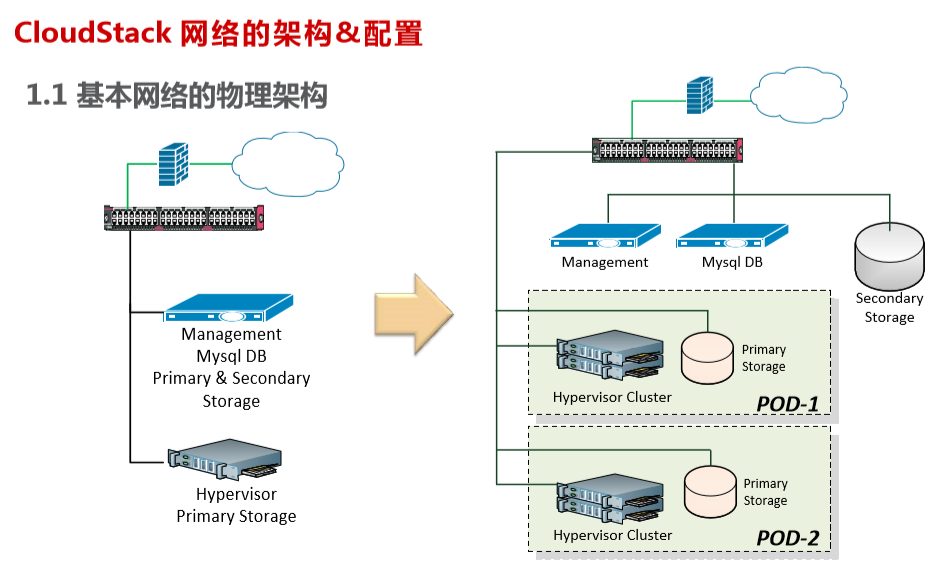 CloudStack 网络的架构&配置
1.1 基本网络的物理架构
Management
Mysql DB
Primary & Secondary
Storage
Hypervisor
Primary Storage
Management
Mysql DB
Secondary
Storage
Primary
Storage
Hypervisor Cluster
POD-1
Primary
Storage
Hypervisor Cluster
POD-2